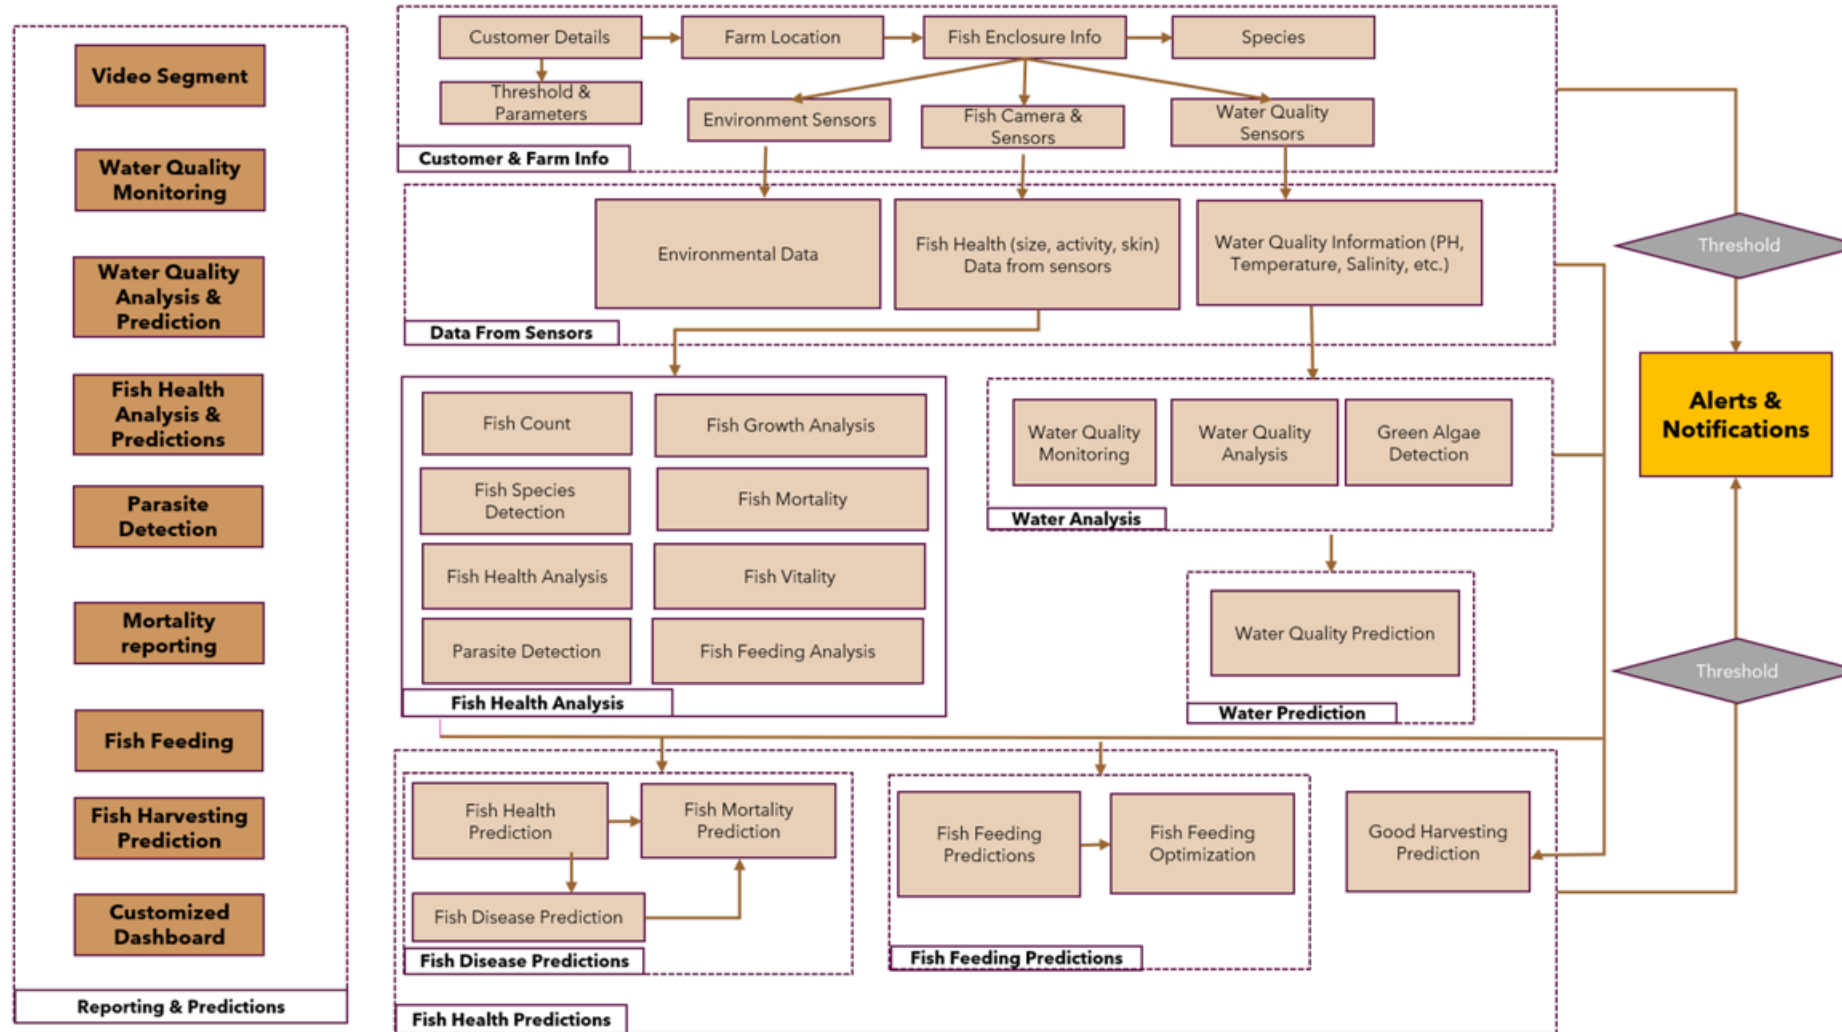 Video Segment
Water Quality
Monitoring
Water Quality
Analysis &
Prediction
Fish Health
Analysis &
Predictions
Parasite
Detection
Mortality
reporting
Fish Feeding
Fish Harvesting
Prediction
Customized
Dashboard
Reporting & Predictions
Customer Details
Farm Location
Fish Enclosure Info
Species
Threshold &
Parameters
Environment Sensors
Fish Camera &
Sensors
Water Quality
Sensors
Customer & Farm Info
Environmental Data
Fish Health (size, activity, skin)
Data from sensors
Water Quality Information (PH,
Temperature, Salinity, etc.)
Data From Sensors
Threshold
Alerts &
Notifications
Threshold
Fish Count
Fish Growth Analysis
Fish Species
Detection
Fish Mortality
Fish Health Analysis
Fish Vitality
Parasite Detection
Fish Feeding Analysis
Fish Health Analysis
Water Quality
Monitoring
Water Quality
Analysis
Green Algae
Detection
Water Analysis
Water Quality Prediction
Water Prediction
Fish Health
Prediction
Fish Mortality
Prediction
Fish Disease Prediction
Fish Disease Predictions
Fish Feeding
Predictions
Fish Feeding
Optimization
Fish Feeding Predictions
Good Harvesting
Prediction
Fish Health Predictions